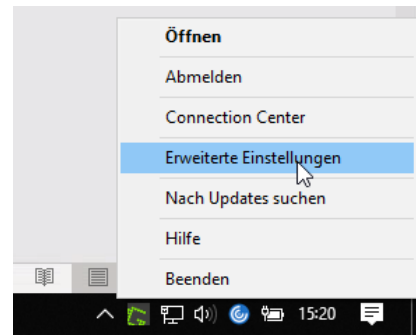 Öffnen
Abmelden
Connection Center
Erweiterte Einstellungen
Nach Updates suchen
Hilfe
Beenden
15:20